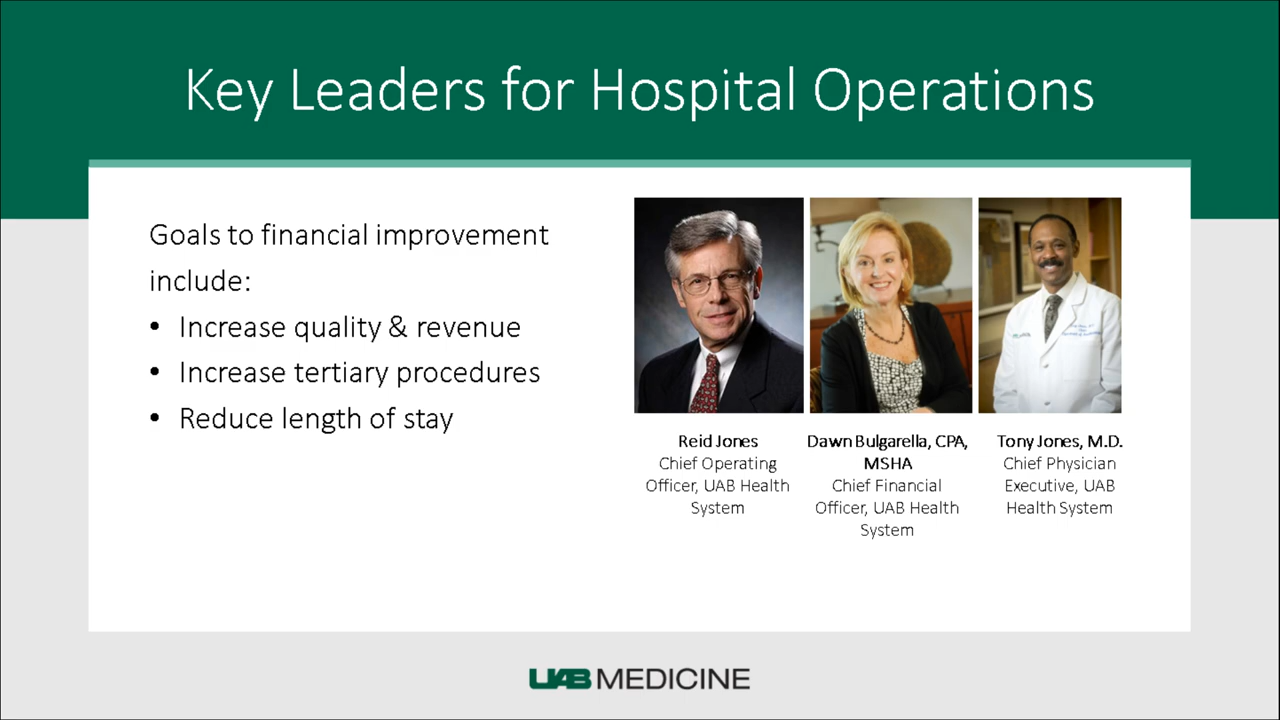 Key Leaders for Hospital Operations
Goals to financial improvement
include:
• Increase quality & revenue
• Increase tertiary procedures
• Reduce length of stay
Reid Jones
Chief Operating
Officer, UAB Health
System
Dawn Bulgarella, CPA,
MSHA
Chief Financial
Officer, UAB Health
System
Tony Jones, M.D.
Chief Physician
Executive, UAB
Health System
UAB MEDICINE